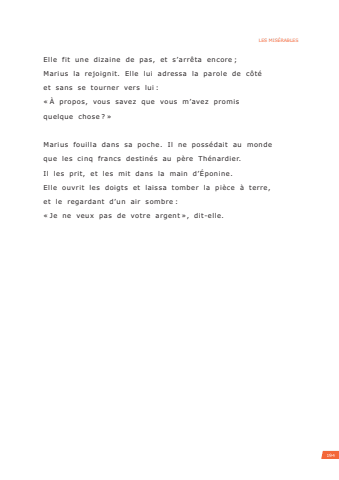 LES MISÉRABLES
Elle fit une dizaine de pas, et s’arrêta encore ;
Marius la rejoignit. Elle lui adressa la parole de côté
et sans se tourner vers lui :
« À propos, vous savez que vous m’avez promis
quelque chose ? »
Marius fouilla dans sa poche. Il ne possédait au monde
que les cinq francs destinés au père Thénardier.
Il les prit, et les mit dans la main d’Éponine.
Elle ouvrit les doigts et laissa tomber la pièce à terre,
et le regardant d’un air sombre :
« Je ne veux pas de votre argent », dit-elle.